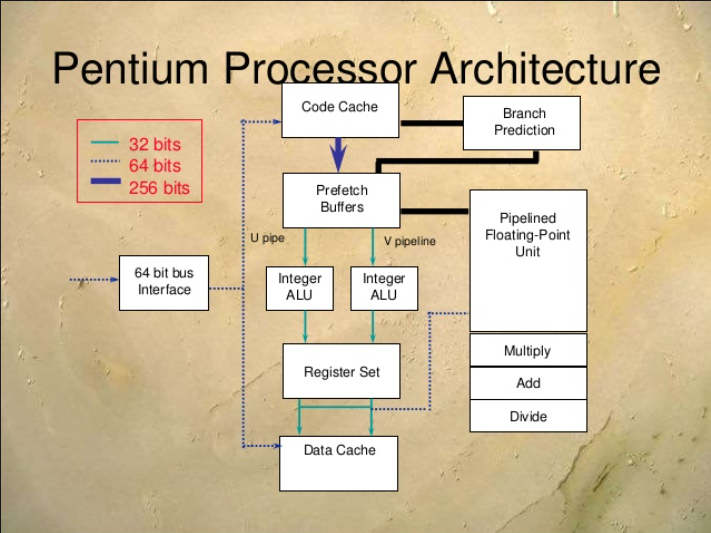 Pentium Processor Architecture
32 bits
64 bits
256 bits
Code Cache
Branch
Prediction
Prefetch
Buffers
U pipe
V pipeline
Pipelined
Floating-Point
Unit
64 bit bus
Interface
Integer
ALU
Integer
ALU
Multiply
Register Set
Add
Divide
Data Cache